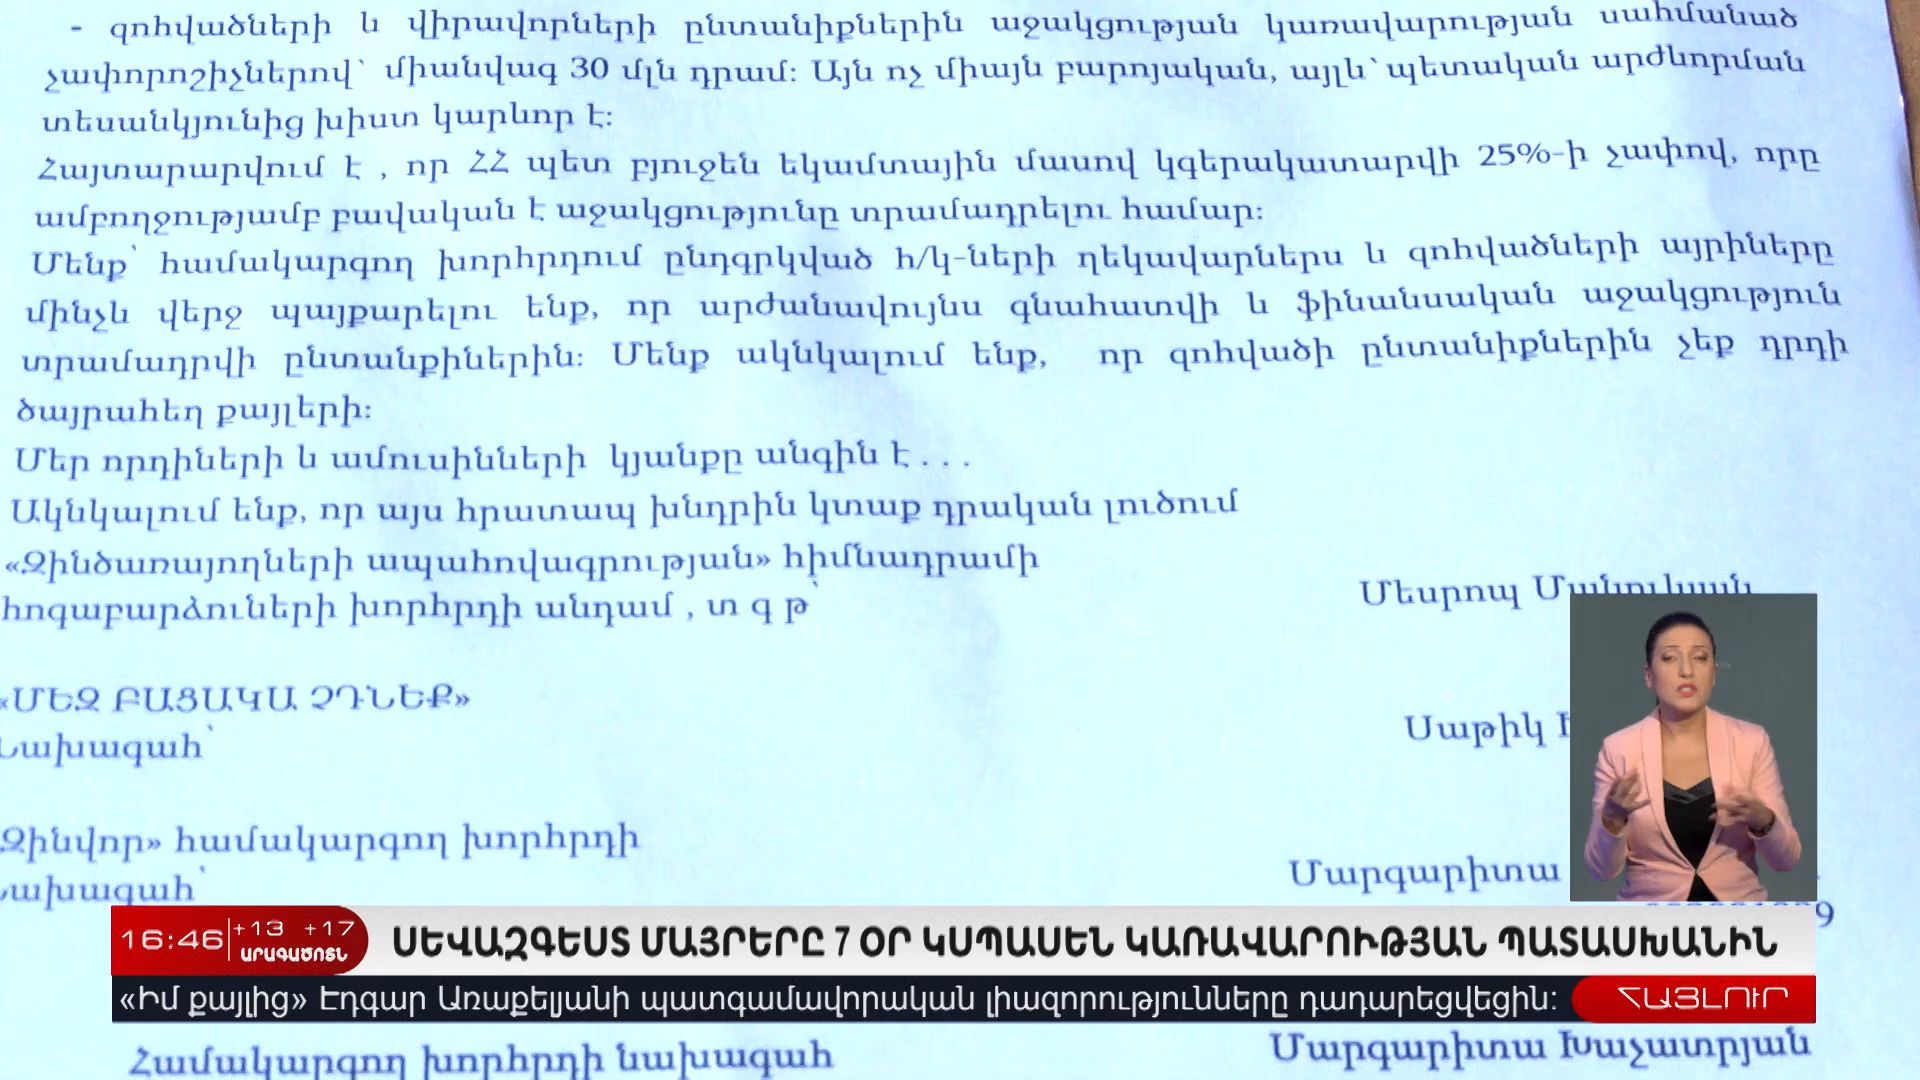 - զոհվածների և վիրավորների ընտանիքներին աջակցության կառավարության սահմանած
չափորոշիչներով՝ միանվագ 30 մլն դրամ: Այն ոչ միայն բարոյական, այլև՝ պետական արժևորման
տեսանկյունից խիստ կարևոր է:
Հայտարարվում է , որ ՀՀ պետ բյուջեն եկամտային մասով կգերակատարվի 25%-ի չափով, որը
ամբողջությամբ բավական է աջակցությունը տրամադրելու համար:
Մենք՝ համակարգող խորհրդում ընդգրկված հ/կ-ների ղեկավարներս և զոհվածների այրիները
մինչև վերջ պայքարելու ենք, որ արժանավույնս գնահատվի և ֆինանսական աջակցություն
տրամադրվի ընտանքիներին: Մենք ակնկալում ենք, որ զոհվածի ընտանիքներին չեք դրդի
ծայրահեղ քայլերի:
Մեր որդիների և ամուսինների կյանքը անգին է . . .
Ակնկալում ենք, որ այս հրատապ խնդրին կտաք դրական լուծում
«Զինծառայողների ապահովագրության» հիմնադրամի
հոգաբարձուների խորհրդի անդամ , տ գ թ՝
Մեսրոպ Մանուկյան
«ՄԵԶ ԲԱՑԱԿԱ ՉԴՆԵՔ»
Նախագահ՝
Սաթիկ
Զինվոր» համակարգող խորհրդի
նախագահ՝
Մարգարիտա
16:46 +13 +17
ԱՐԱԳԱԾՈՏՆ
ՍԵՎԱԶԳԵՍՏ ՄԱՅՐԵՐԸ 7 ՕՐ ԿՍՊԱՍԵՆ ԿԱՌԱՎԱՐՈՒԹՅԱՆ ՊԱՏԱՍԽԱՆԻՆ
«Իմ քայլից» Էդգար Առաքելյանի պատգամավորական լիազորությունները դադարեցվեցին:
ՀԱՅԼՈՒՐ
Համակարգող խորհրդի նախագահ
Մարգարիտա Խաչատրյան